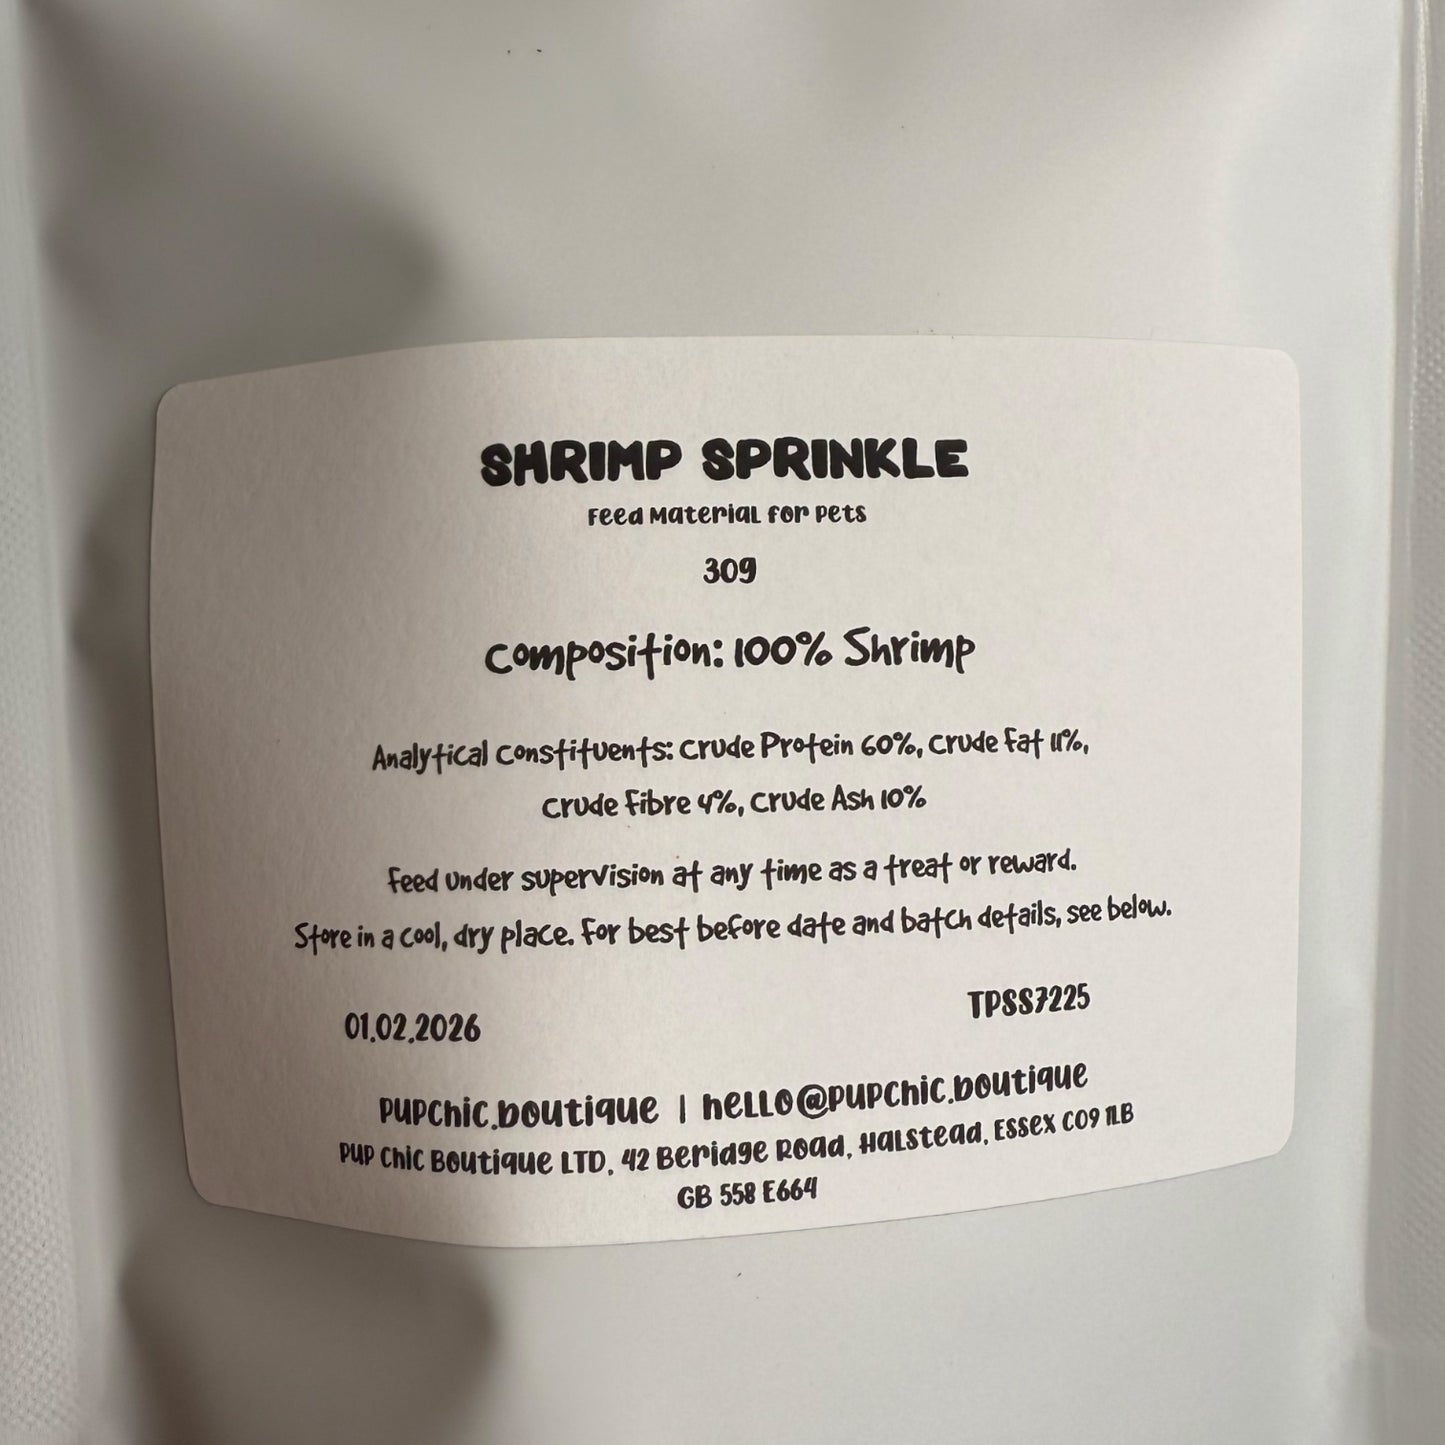 SHRIMP SPRINKLE
Feed Material for Pets
30g
Composition: 100% Shrimp
Analytical Constituents: Crude Protein 60%, Crude Fat 11%,
Crude Fibre 4%, Crude Ash 10%
Feed under supervision at any time as a treat or reward.
Store in a cool, dry place. For best before date and batch details, see below.
01.02.2026
TPSS7225
pupchic.boutique | hello@pupchic.boutique
Pup Chic Boutique LTD, 42 Beridge Road, Halstead, Essex CO9 1LB
GB 558 E664